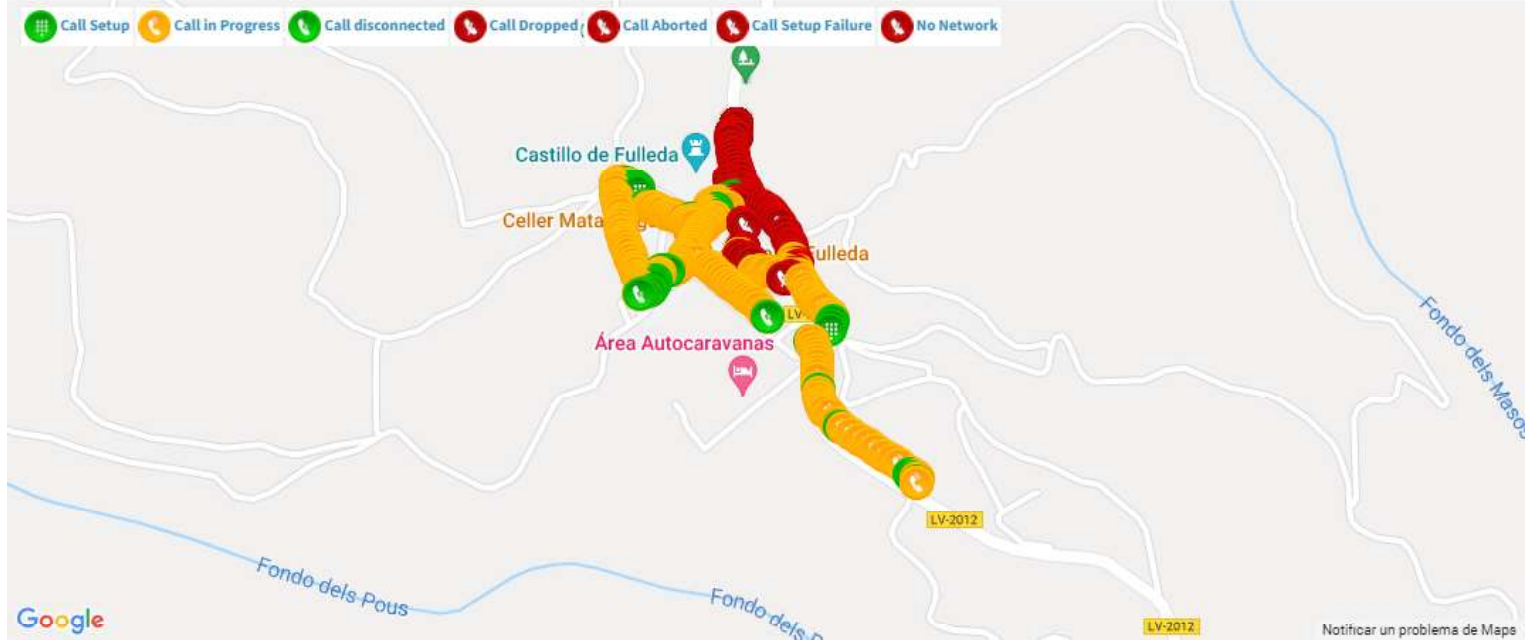 Call Setup
Call in Progress
Call disconnected
Call Dropped
Call Aborted
Call Setup Failure
No Network
Castillo de Fulleda
Celler Mata
Fulleda
LV-
Área Autocaravanas
Fondo dels Masos
LV-2012
Fondo dels Pous
Fondo dels
LV-2012
Google
Notificar un problema de Maps